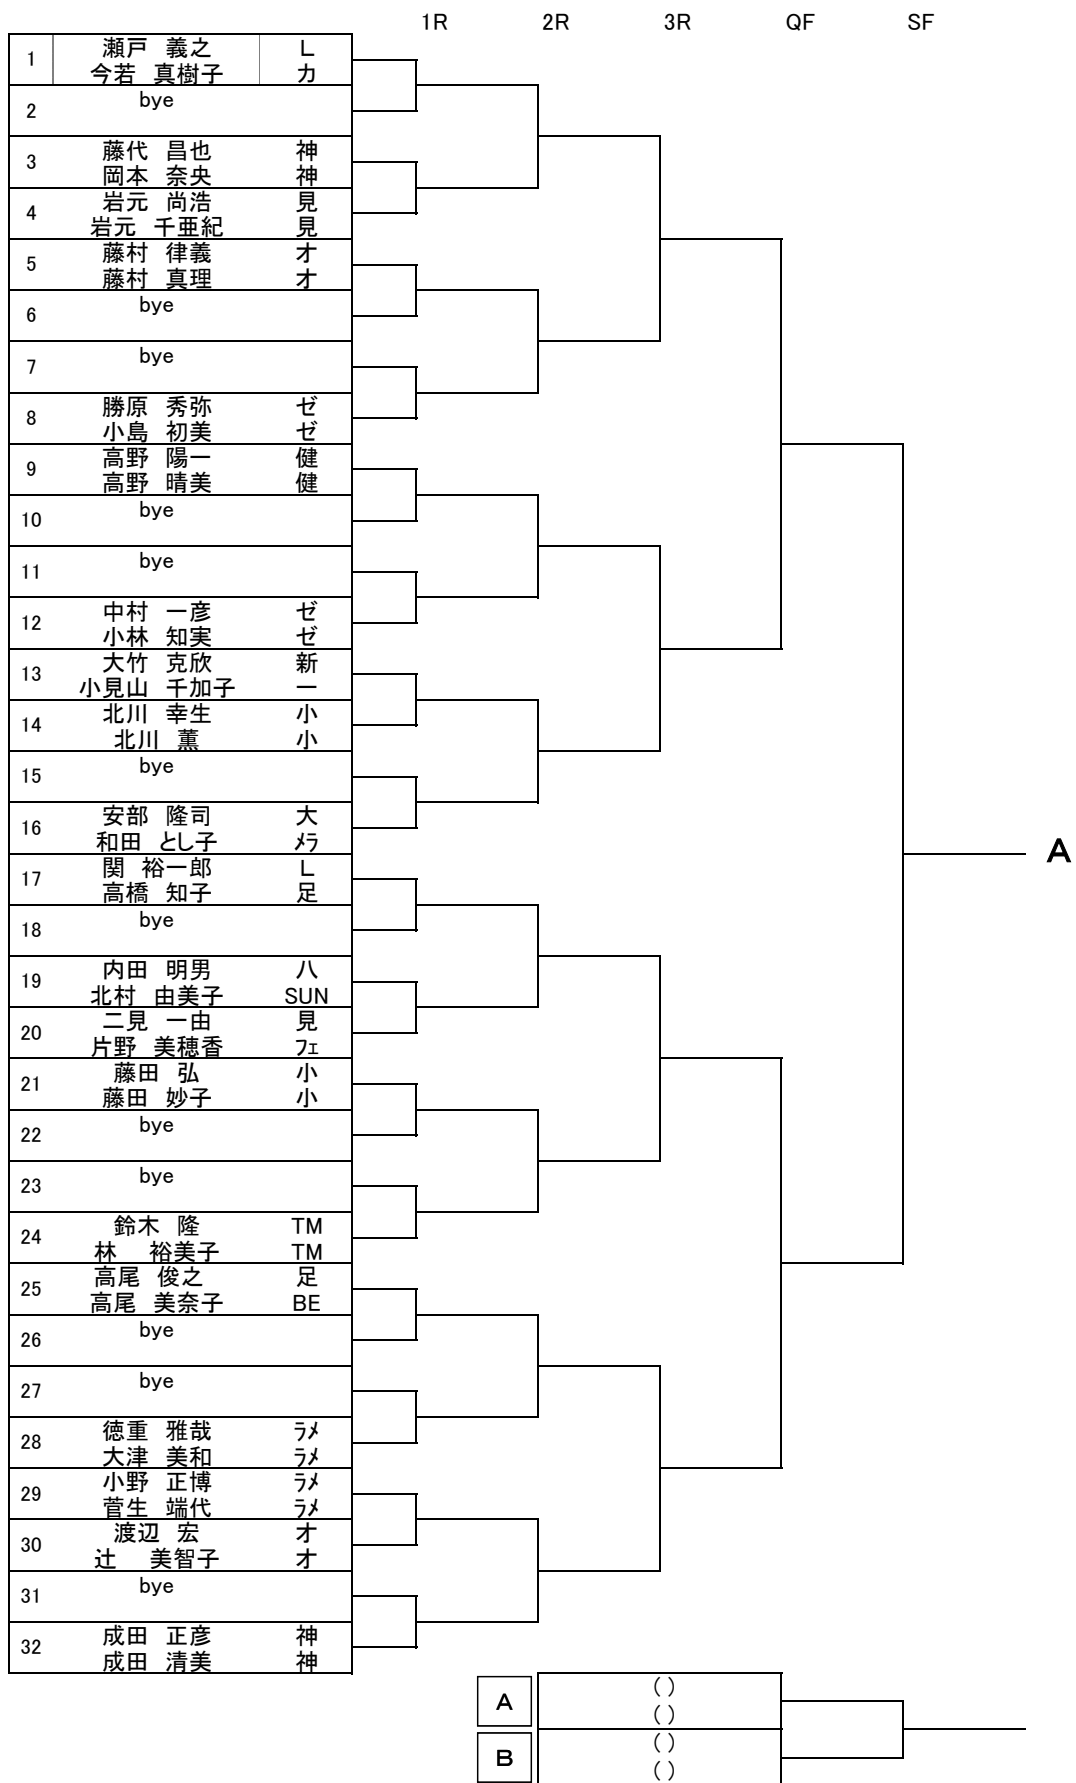 1R 2R 3R QF SF
1 瀬戸 義之 L
今若 真樹子 カ
2 bye
3 藤代 昌也 神
岡本 奈央 神
4 岩元 尚浩 見
岩元 千亜紀 見
5 藤村 律義 オ
藤村 真理 オ
6 bye
7 bye
8 勝原 秀弥 ゼ
小島 初美 ゼ
9 高野 陽一 健
高野 晴美 健
10 bye
11 bye
12 中村 一彦 ゼ
小林 知実 ゼ
13 大竹 克欣 新
小見山 千加子 一
14 北川 幸生 小
北川 薫 小
15 bye
16 安部 隆司 大
和田 とし子 ﾒﾗ
17 関 裕一郎 L
高橋 知子 足
18 bye
19 内田 明男 八
北村 由美子 SUN
20 二見 一由 見
片野 美穂香 ﾌｪ
21 藤田 弘 小
藤田 妙子 小
22 bye
23 bye
24 鈴木 隆 TM
林 裕美子 TM
25 高尾 俊之 足
高尾 美奈子 BE
26 bye
27 bye
28 徳重 雅哉 ﾗﾒ
大津 美和 ﾗﾒ
29 小野 正博 ﾗﾒ
菅生 端代 ﾗﾒ
30 渡辺 宏 オ
辻 美智子 オ
31 bye
32 成田 正彦 神
成田 清美 神
A
A ( )
( )
B ( )
( )